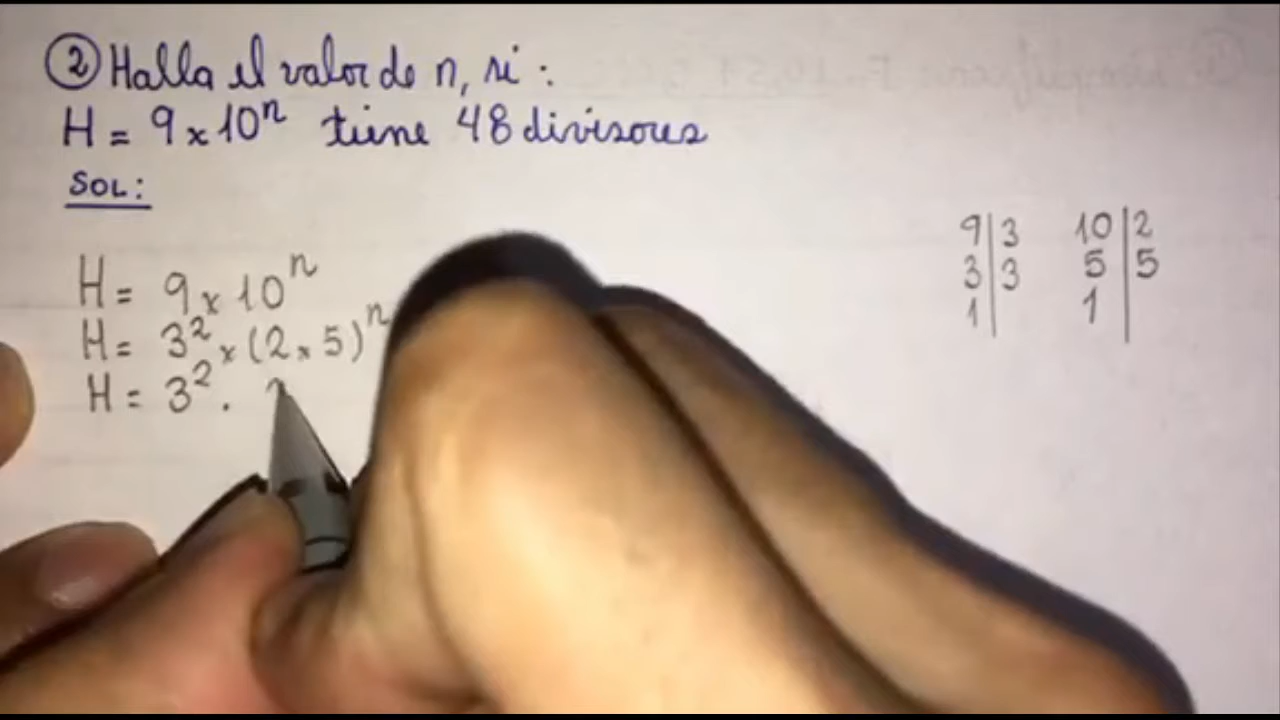 ② Halla el valor de n, si :
H = 9 x 10ⁿ tiene 48 divisores
SOL :
H = 9 x 10ⁿ
H = 3² x (2 x 5)ⁿ
H = 3² .
9 | 3
3 | 3
1 |
10 | 2
5 | 5
1 |